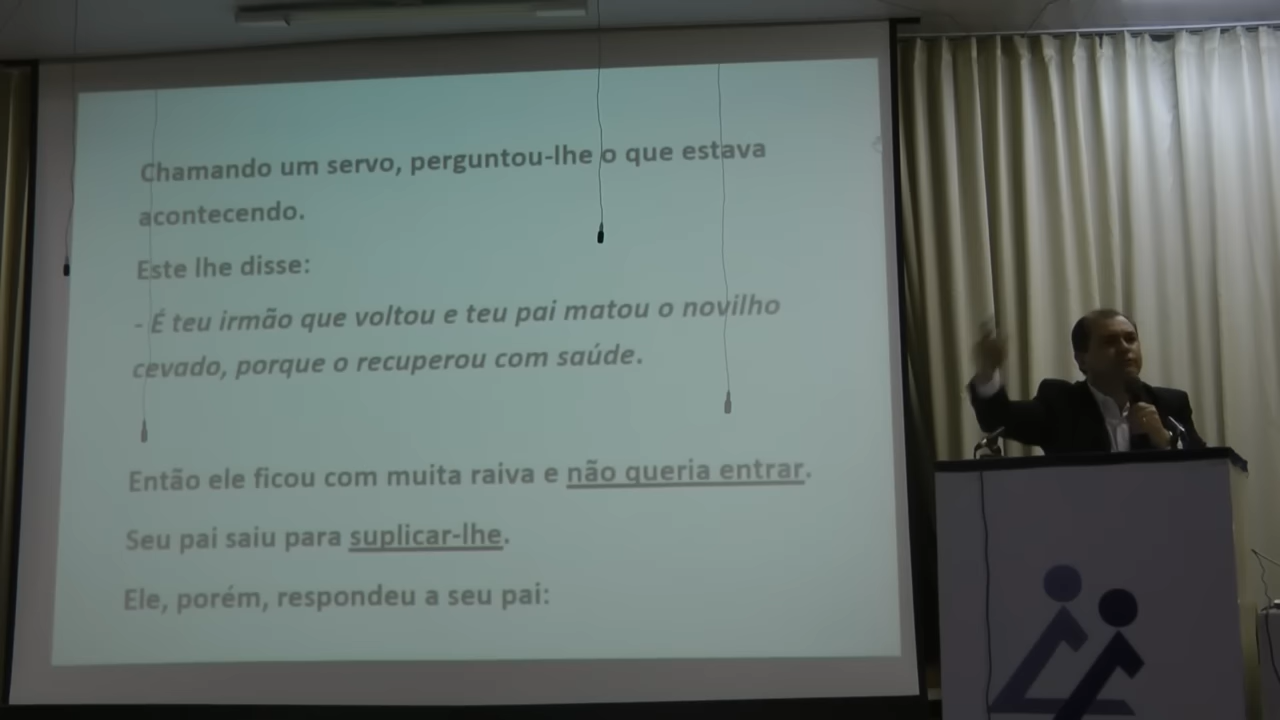 Chamando um servo, perguntou-lhe o que estava
acontecendo.
Este lhe disse:
- É teu irmão que voltou e teu pai matou o novilho
cevado, porque o recuperou com saúde.
Então ele ficou com muita raiva e não queria entrar.
Seu pai saiu para suplicar-lhe.
Ele, porém, respondeu a seu pai: